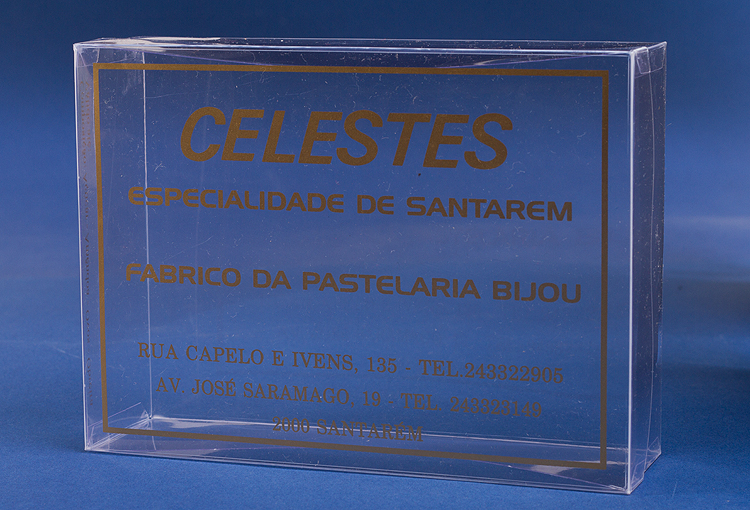 CELESTES
ESPECIALIDADE DE SANTAREM
FABRICO DA PASTELARIA BIJOU
RUA CAPELO E IVENS, 135 - TEL.243322905
AV. JOSÉ SARAMAGO, 19 - TEL. 243323149
2000 SANTARÉM